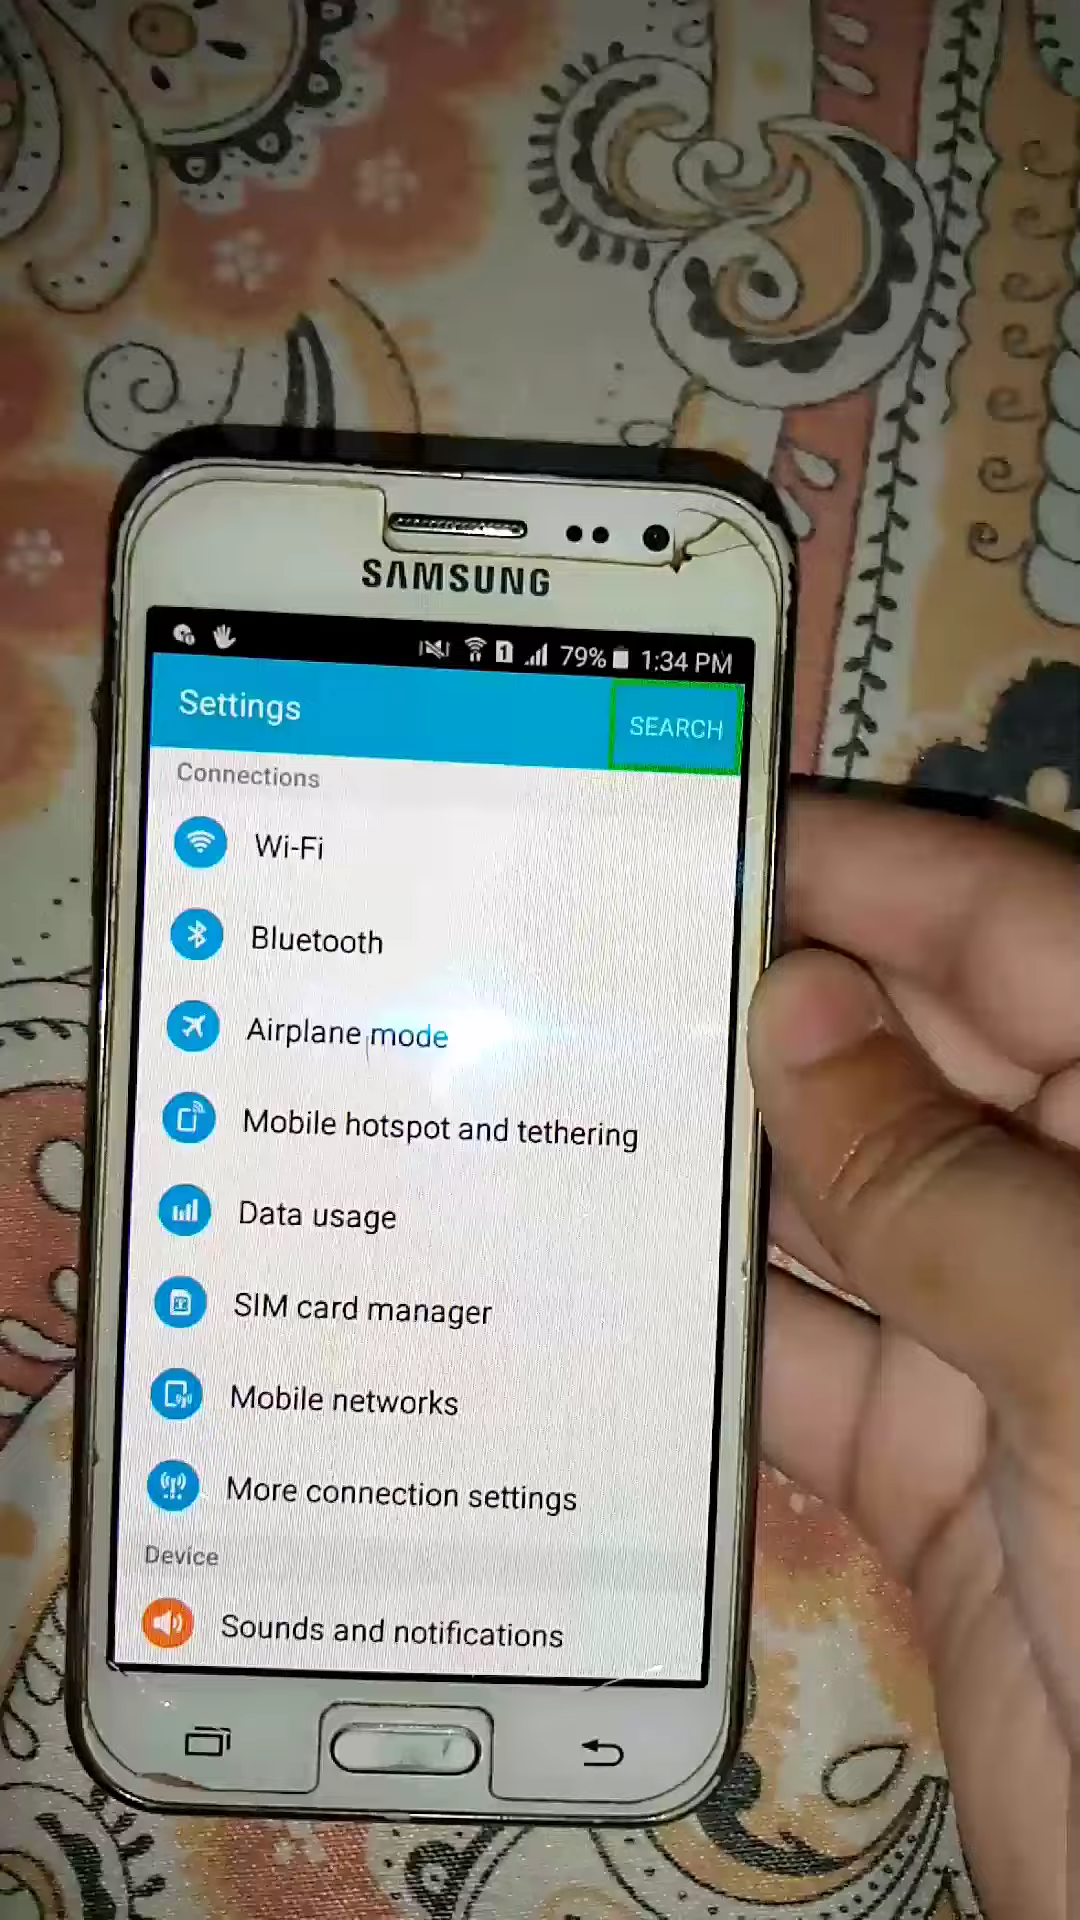 SAMSUNG
1 79% 1:34 PM
Settings SEARCH
Connections
Wi-Fi
Bluetooth
Airplane mode
Mobile hotspot and tethering
Data usage
SIM card manager
Mobile networks
More connection settings
Device
Sounds and notifications